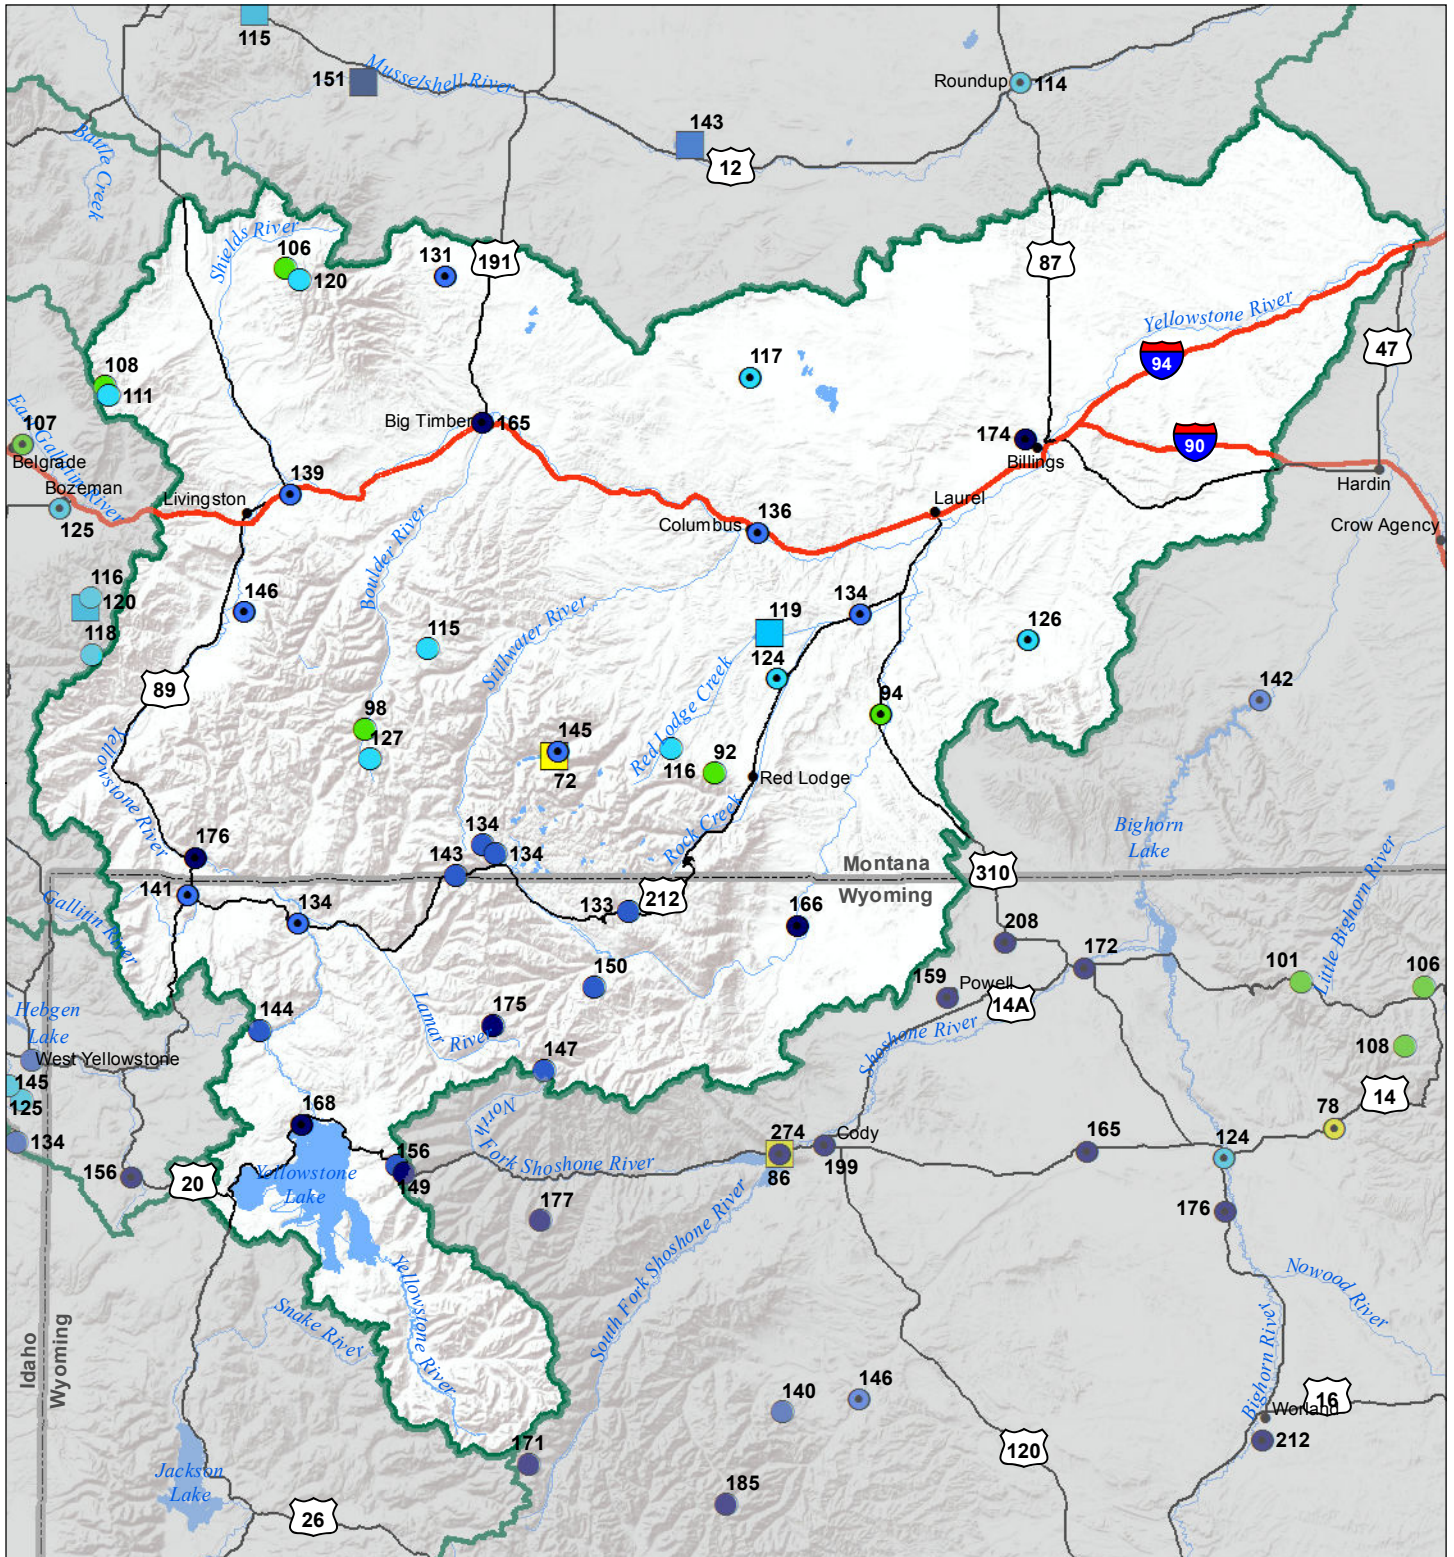 115
151
Musselshell River
Roundup
114
143
12
Battle Creek
Shields River
106
120
131
191
87
Yellowstone River
94
47
108
111
117
East Gallitin River
107
Belgrade
Big Timber
165
174
Billings
90
Bozeman
125
Livingston
139
Hardin
Laurel
Columbus
136
Crow Agency
Boulder River
116
120
118
146
115
Stillwater River
119
134
124
126
89
142
94
98
127
145
72
Red Lodge Creek
116
92
Red Lodge
Yellowstone River
Bighorn
Lake
Rock Creek
134
134
176
143
Montana
Wyoming
310
141
134
133
212
166
Gallitin River
Little Bighorn River
208
172
101
106
150
159
Powell
14A
Hebgen
Lake
144
Lamar River
175
Shoshone River
West Yellowstone
147
108
145
125
14
134
168
North Fork Shoshone River
274
86
Cody
199
165
78
124
156
20
Yellowstone
Lake
156
149
177
176
South Fork Shoshone River
Yellowstone River
Nowood River
Snake River
Idaho
Wyoming
Bighorn River
140
146
16
Worland
212
171
120
Jackson
Lake
185
26